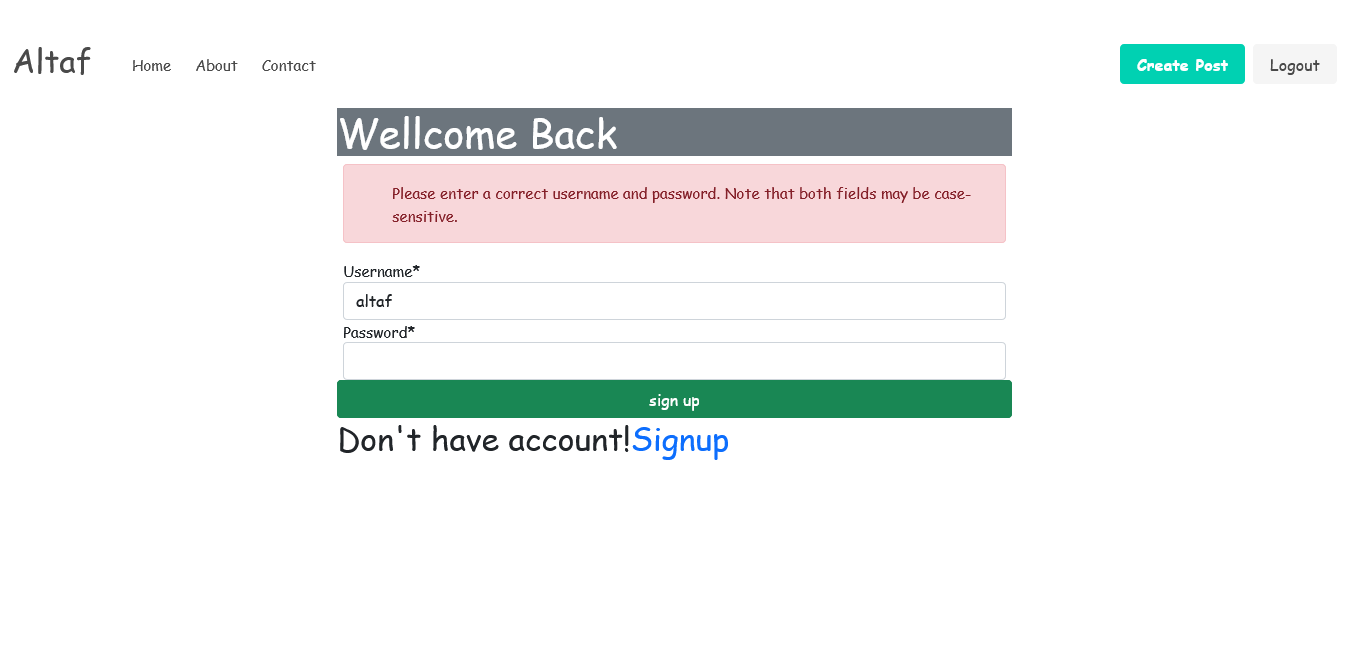 Altaf Home About Contact Create Post Logout
Wellcome Back
Please enter a correct username and password. Note that both fields may be case-
sensitive.
Username*
altaf
Password*
sign up
Don't have account!Signup